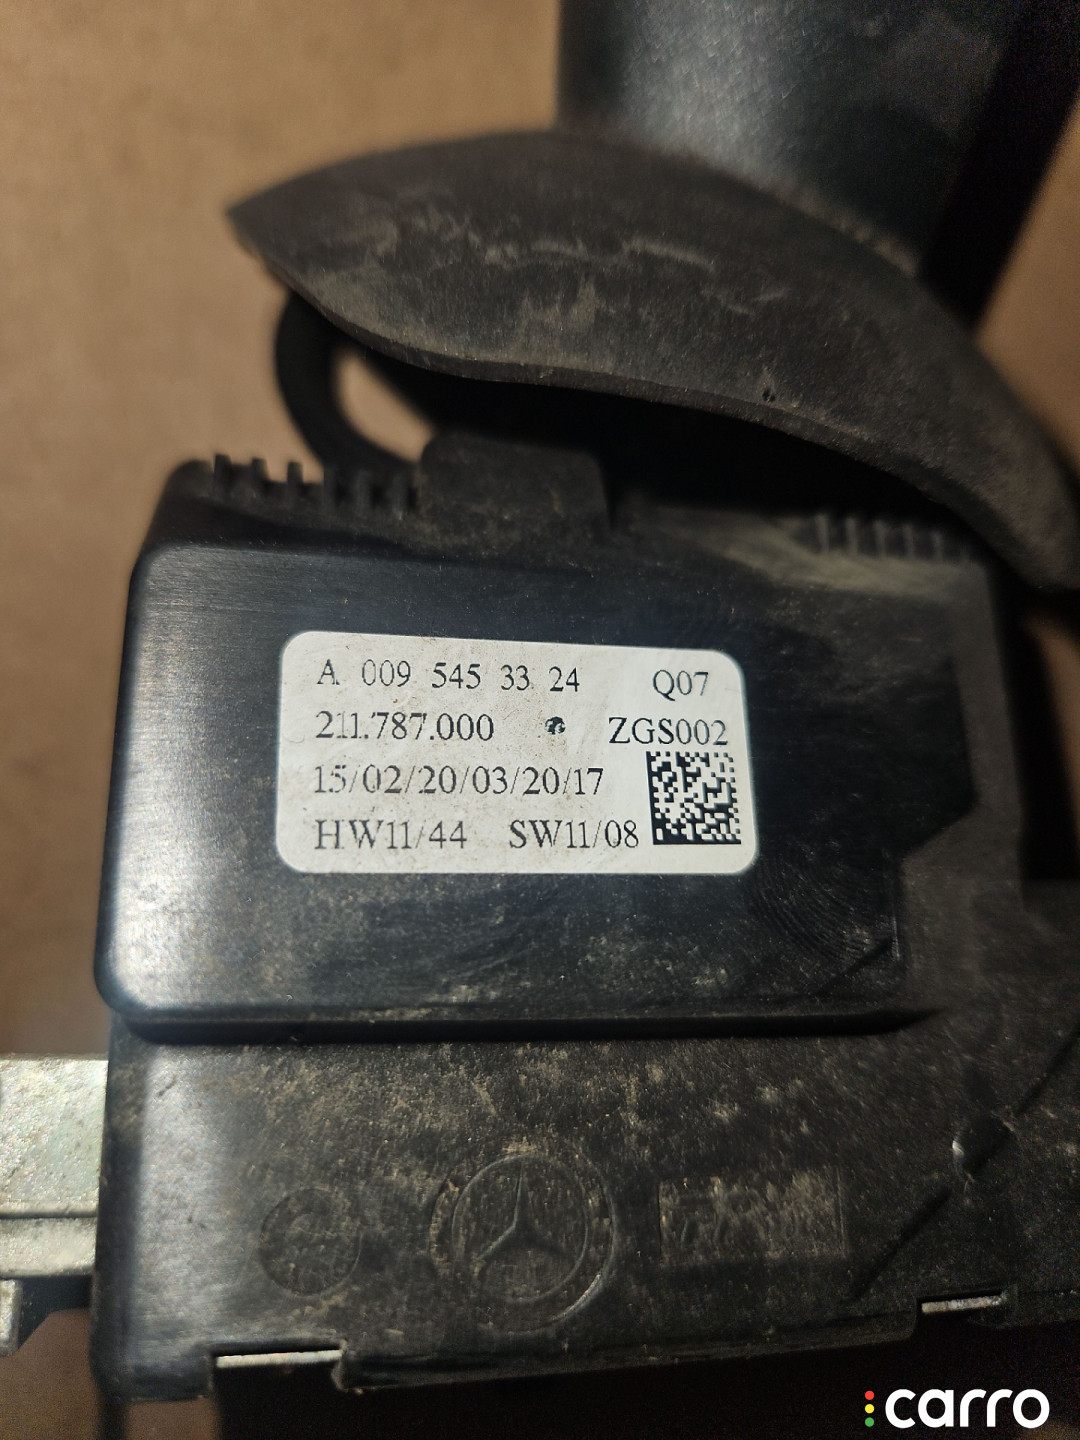 A 009 545 33 24 Q07
211.787.000 ZGS002
15/02/20/03/20/17
HW11/44 SW11/08
carro